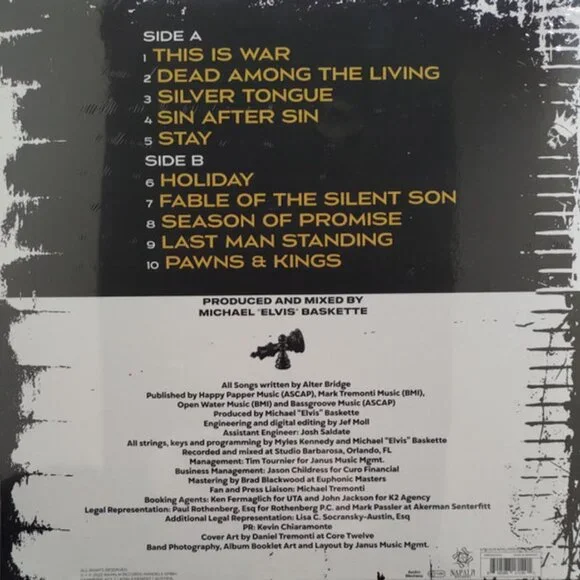 SIDE A
1 THIS IS WAR
2 DEAD AMONG THE LIVING
3 SILVER TONGUE
4 SIN AFTER SIN
5 STAY
SIDE B
6 HOLIDAY
7 FABLE OF THE SILENT SON
8 SEASON OF PROMISE
9 LAST MAN STANDING
10 PAWNS & KINGS
PRODUCED AND MIXED BY
MICHAEL "ELVIS" BASKETTE
All Songs written by Alter Bridge
Published by Happy Papper Music (ASCAP), Mark Tremonti Music (BMI),
Open Water Music (BMI) and Bassgroove Music (ASCAP)
Produced by Michael "Elvis" Baskette
Engineering and digital editing by Jef Moll
Assistant Engineer: Josh Saldate
All strings, keys and programming by Myles Kennedy and Michael "Elvis" Baskette
Recorded and mixed at Studio Barbarosa, Orlando, FL
Management: Tim Tournier for Janus Music Mgmt.
Business Management: Jason Childress for Curo Financial
Mastering by Brad Blackwood at Euphonic Masters
Fan and Press Liaison: Michael Tremonti
Booking Agents: Ken Fermaglich for UTA and John Jackson for K2 Agency
Legal Representation: Paul Rothenberg, Esq for Rothenberg P.C. and Mark Passler at Akerman Senterfitt
Additional Legal Representation: Lisa C. Socransky-Austin, Esq
PR: Kevin Chiaramonte
Cover Art by Daniel Tremonti at Core Twelve
Band Photography, Album Booklet Art and Layout by Janus Music Mgmt.
ALL RIGHTS RESERVED.
NAPALM